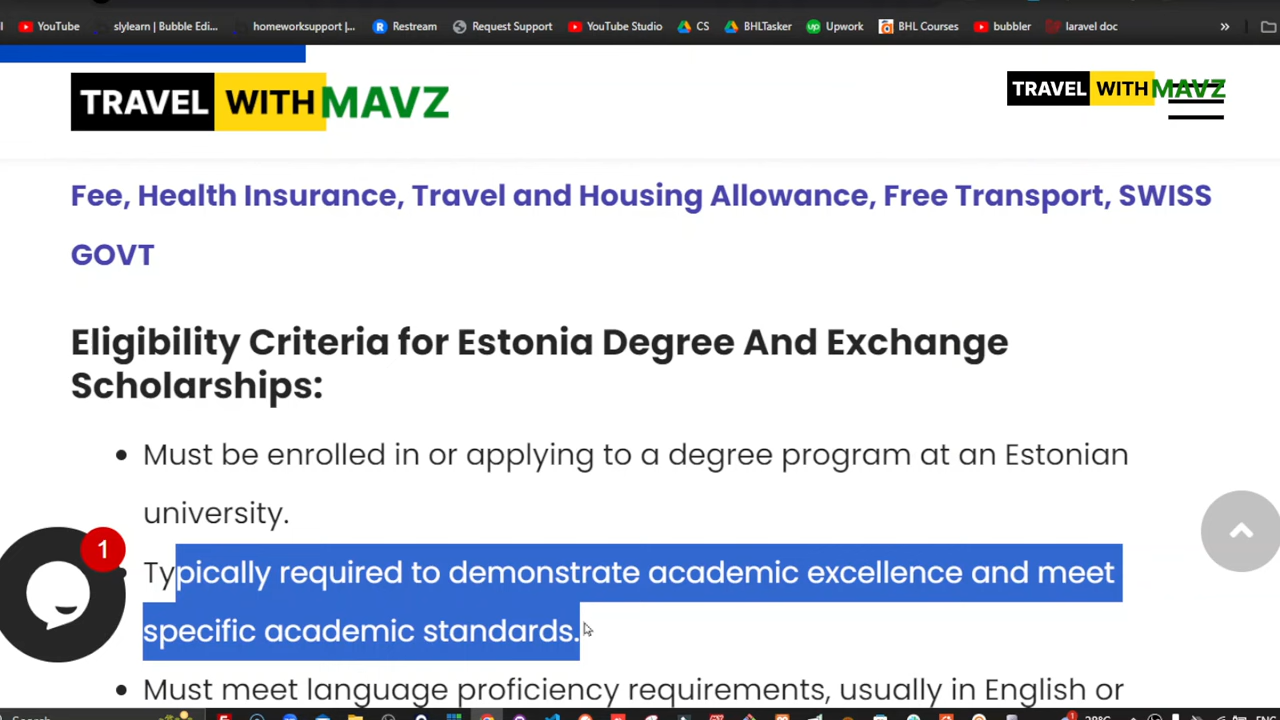 YouTube slylearn | Bubble Edi... homeworksupport |... Restream Request Support YouTube Studio CS BHLTasker Upwork BHL Courses bubbler laravel doc »
TRAVEL WITH MAVZ
TRAVEL WITH MAVZ
Fee, Health Insurance, Travel and Housing Allowance, Free Transport, SWISS
GOVT
Eligibility Criteria for Estonia Degree And Exchange
Scholarships:
Must be enrolled in or applying to a degree program at an Estonian
university.
1
Typically required to demonstrate academic excellence and meet
specific academic standards.
Must meet language proficiency requirements, usually in English or